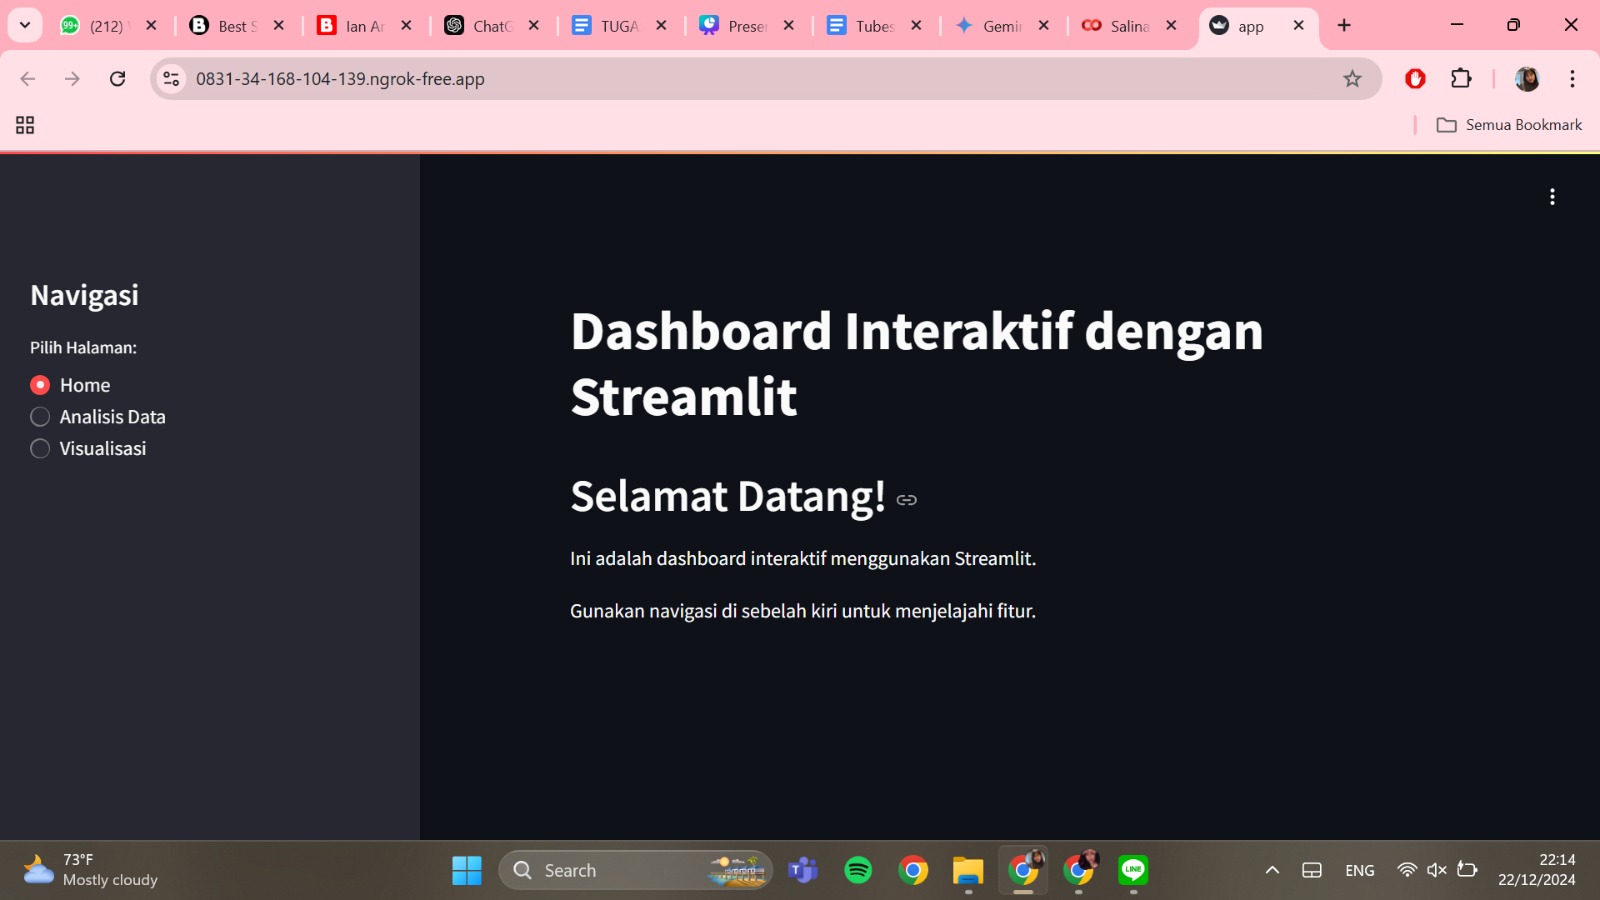 (212)
Best S
Ian Ar
ChatG
TUGA
Presen
Tubes
Gemin
Salina
app
0831-34-168-104-139.ngrok-free.app
Semua Bookmark
Navigasi
Pilih Halaman:
Home
Analisis Data
Visualisasi
Dashboard Interaktif dengan
Streamlit
Selamat Datang!
Ini adalah dashboard interaktif menggunakan Streamlit.
Gunakan navigasi di sebelah kiri untuk menjelajahi fitur.
73°F
Mostly cloudy
Search
ENG
22:14
22/12/2024